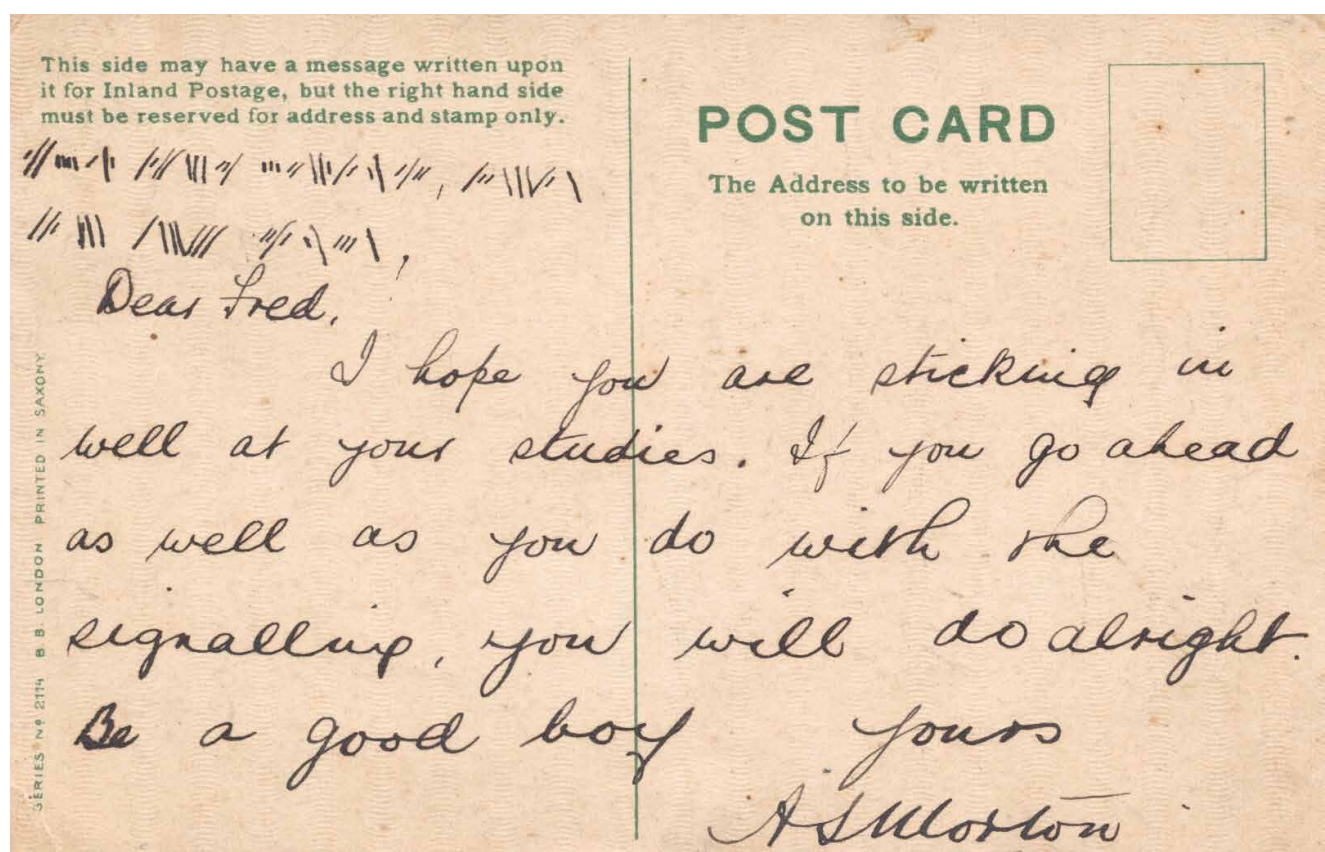 This side may have a message written upon
it for Inland Postage, but the right hand side
must be reserved for address and stamp only.
POST CARD
The Address to be written
on this side.
Dear Fred,
I hope you are sticking in
well at your studies. If you go ahead
as well as you do with the
signalling, you will do alright.
Be a good boy yours
A S Morton
SERIES No 2114 B. B. LONDON PRINTED IN SAXONY.